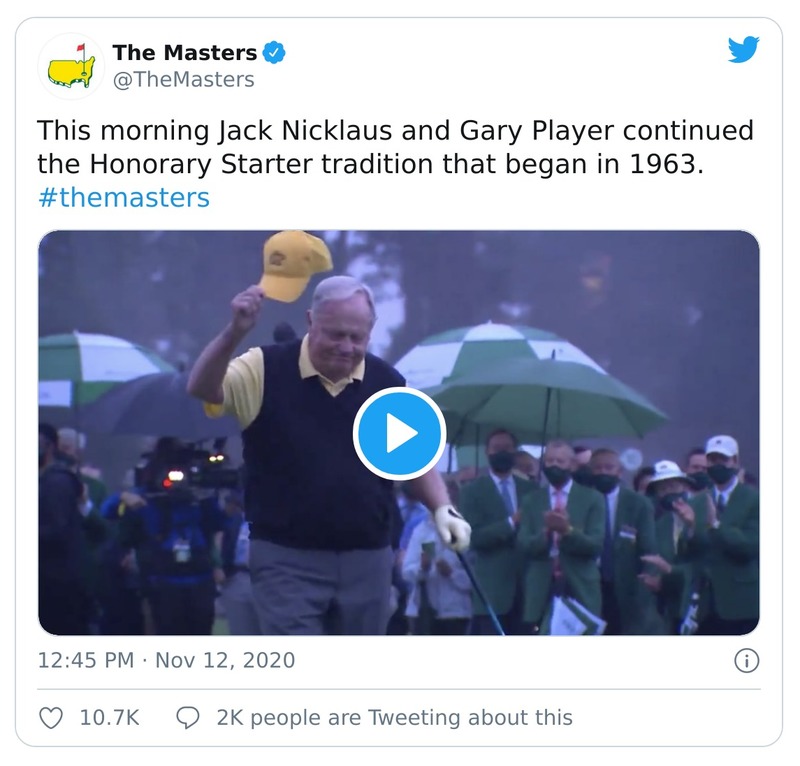 The Masters
@TheMasters
This morning Jack Nicklaus and Gary Player continued
the Honorary Starter tradition that began in 1963.
#themasters
12:45 PM · Nov 12, 2020
10.7K
2K people are Tweeting about this